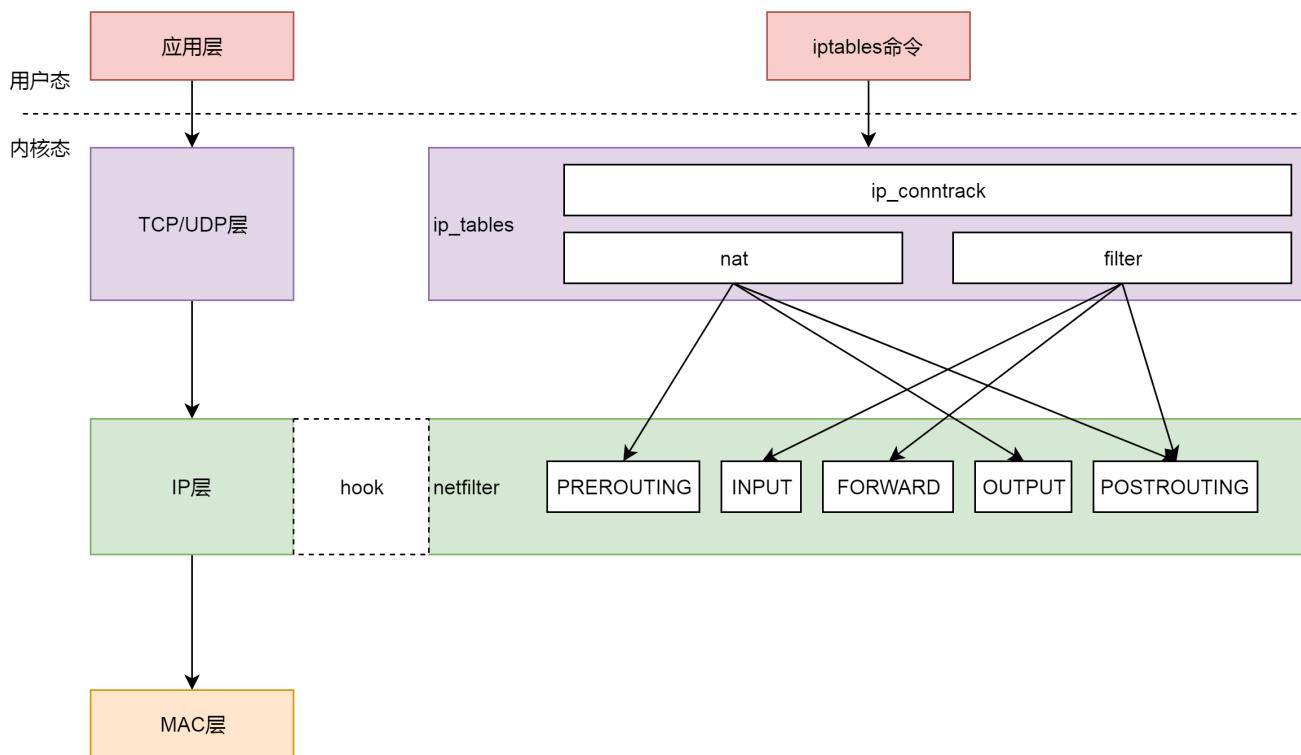 应用层
iptables命令
用户态
内核态
TCP/UDP层
ip_tables
ip_conntrack
nat
filter
IP层
hook
netfilter
PREROUTING
INPUT
FORWARD
OUTPUT
POSTROUTING
MAC层